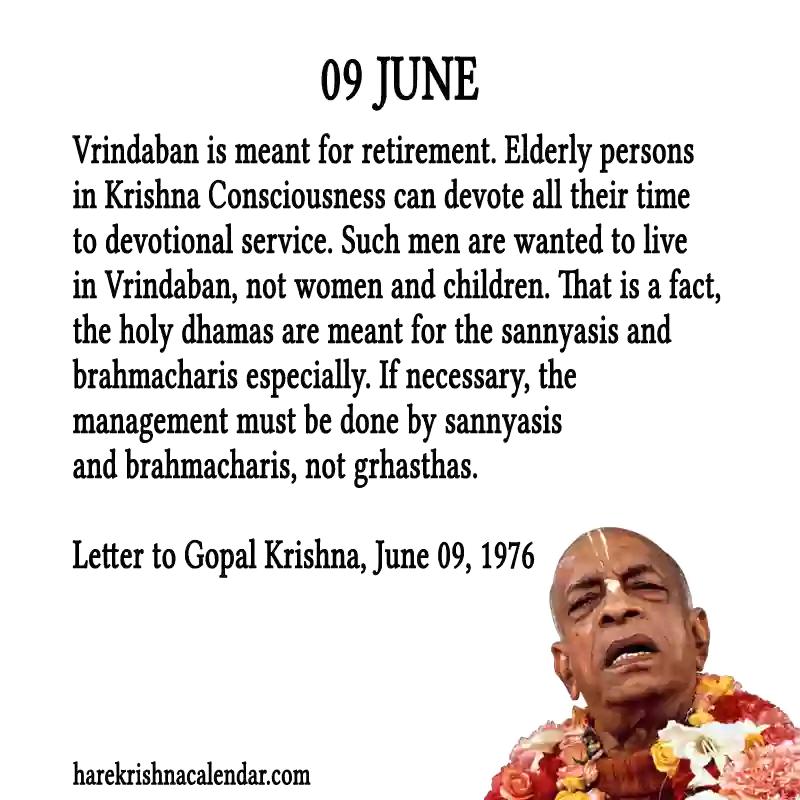 09 JUNE
Vrindaban is meant for retirement. Elderly persons
in Krishna Consciousness can devote all their time
to devotional service. Such men are wanted to live
in Vrindaban, not women and children. That is a fact,
the holy dhamas are meant for the sannyasis and
brahmacharis especially. If necessary, the
management must be done by sannyasis
and brahmacharis, not grhasthas.
Letter to Gopal Krishna, June 09, 1976
harekrishnacalendar.com